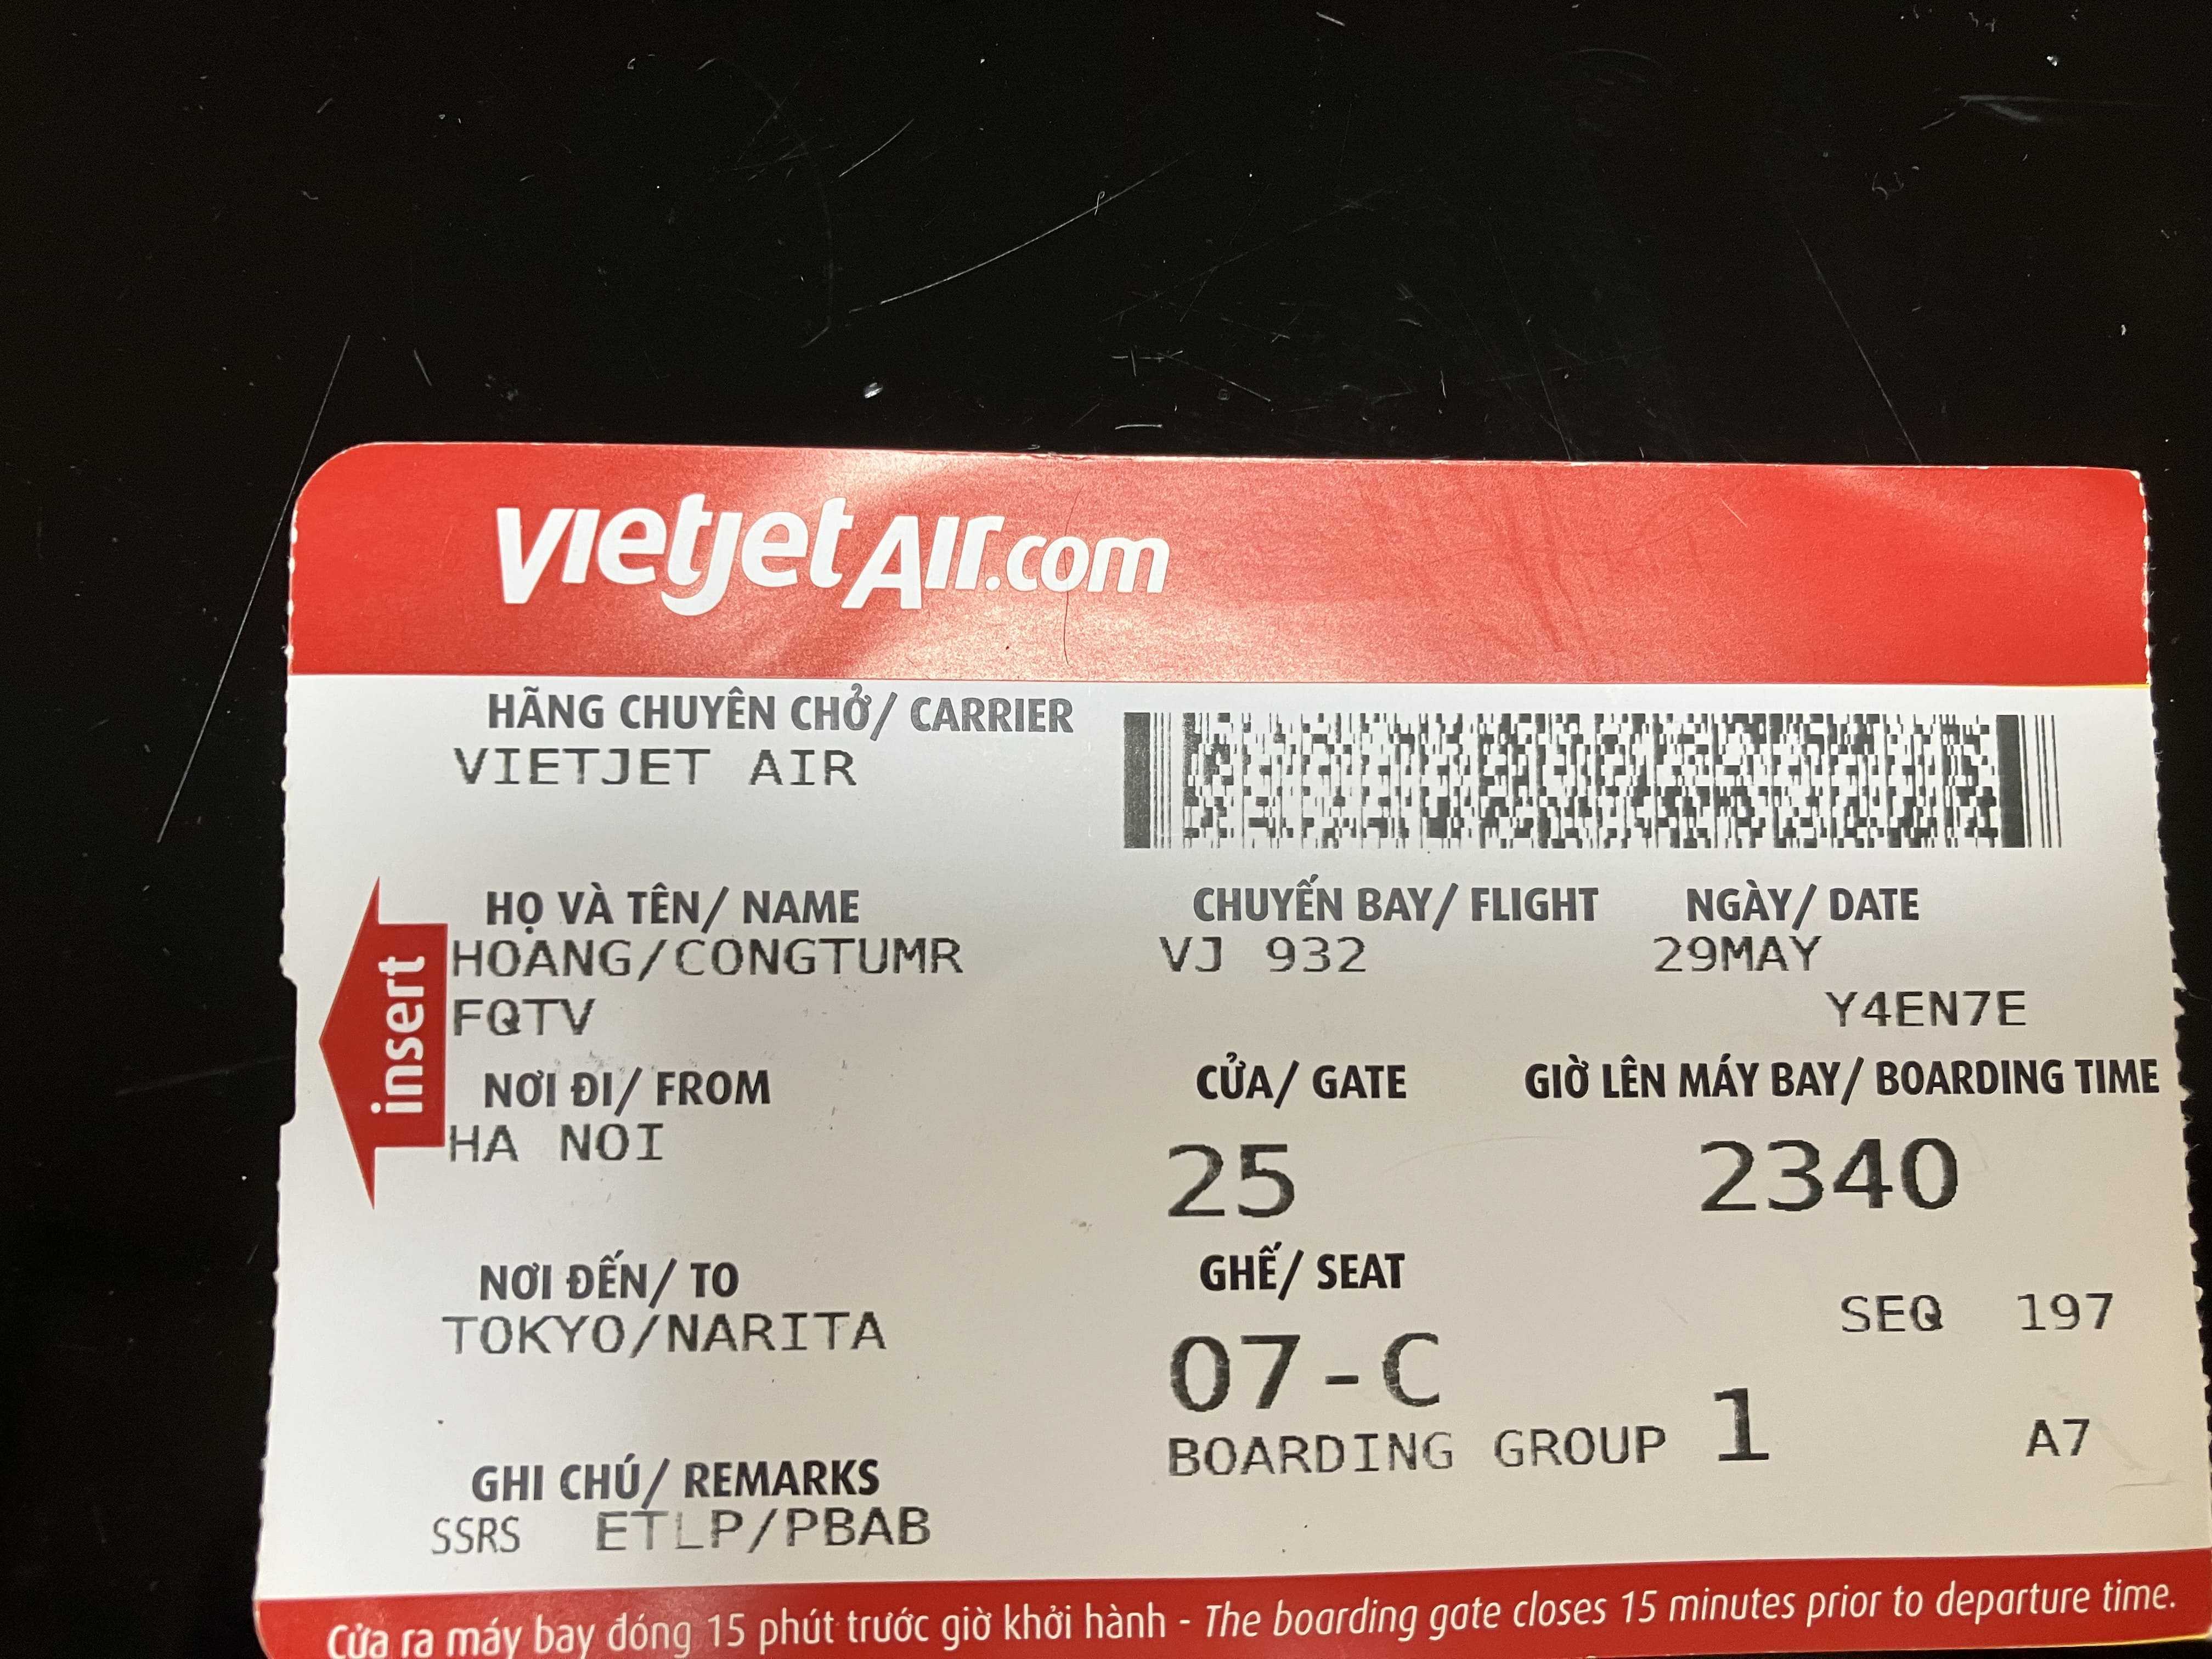 vietjetAir.com
HÃNG CHUYÊN CHỞ/ CARRIER
VIETJET AIR
HỌ VÀ TÊN/ NAME
HOANG/CONGTUMR
FQTV
CHUYẾN BAY/ FLIGHT
VJ 932
NGÀY/ DATE
29MAY
Y4EN7E
insert
NƠI ĐI/ FROM
HA NOI
CỬA/ GATE
25
GIỜ LÊN MÁY BAY/ BOARDING TIME
2340
NƠI ĐẾN/ TO
TOKYO/NARITA
GHẾ/ SEAT
07-C
SEQ 197
BOARDING GROUP 1
A7
GHI CHÚ/ REMARKS
SSRS ETLP/PBAB
Cửa ra máy bay đóng 15 phút trước giờ khởi hành - The boarding gate closes 15 minutes prior to departure time.